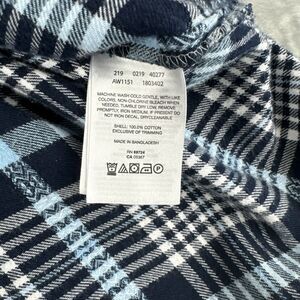 219 0219 40277
AW1151 1803402
MACHINE WASH COLD GENTLE, WITH LIKE
COLORS, NON-CHLORINE BLEACH WHEN
NEEDED. TUMBLE DRY LOW, REMOVE
PROMPTLY. IRON MEDIUM, IF PRESENT DO
NOT IRON DECAL. DRYCLEANABLE
SHELL: 100.0% COTTON
EXCLUSIVE OF TRIMMING
MADE IN BANGLADESH
RN 89724
CA 05367